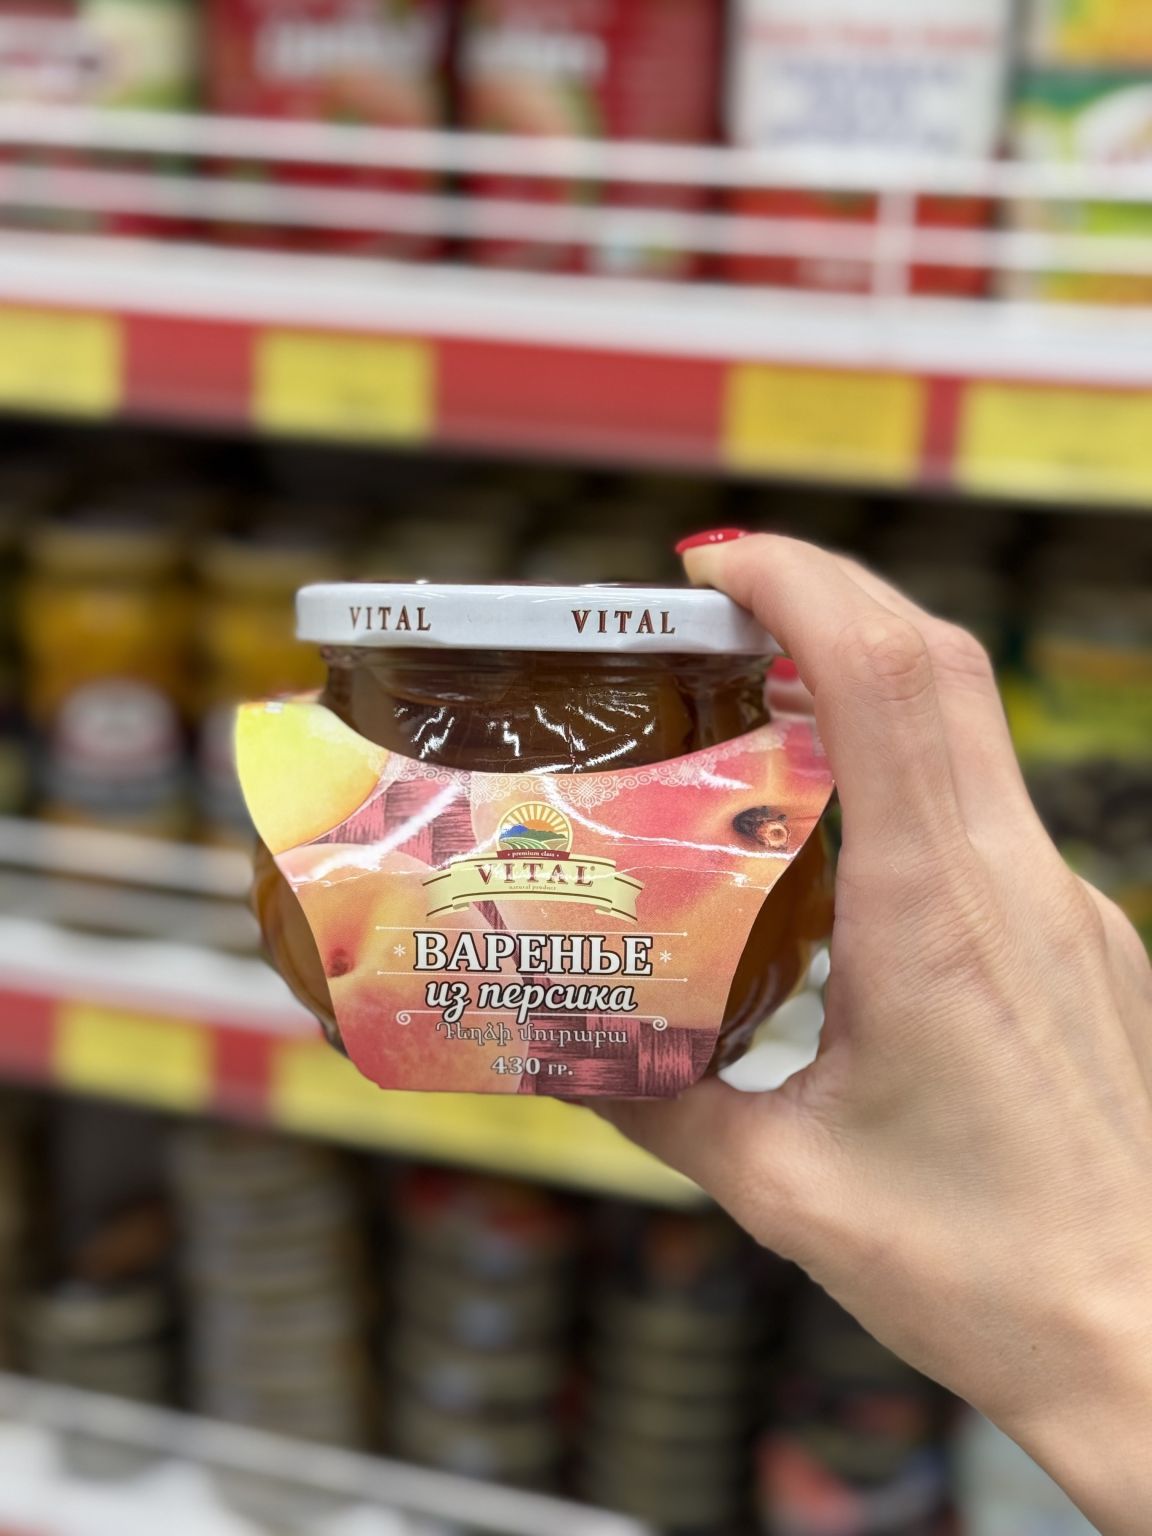 VITAL VITAL
premium class
VITAL
natural product
ВАРЕНЬЕ
из персика
Դեղձի մուրաբա
430 гр.